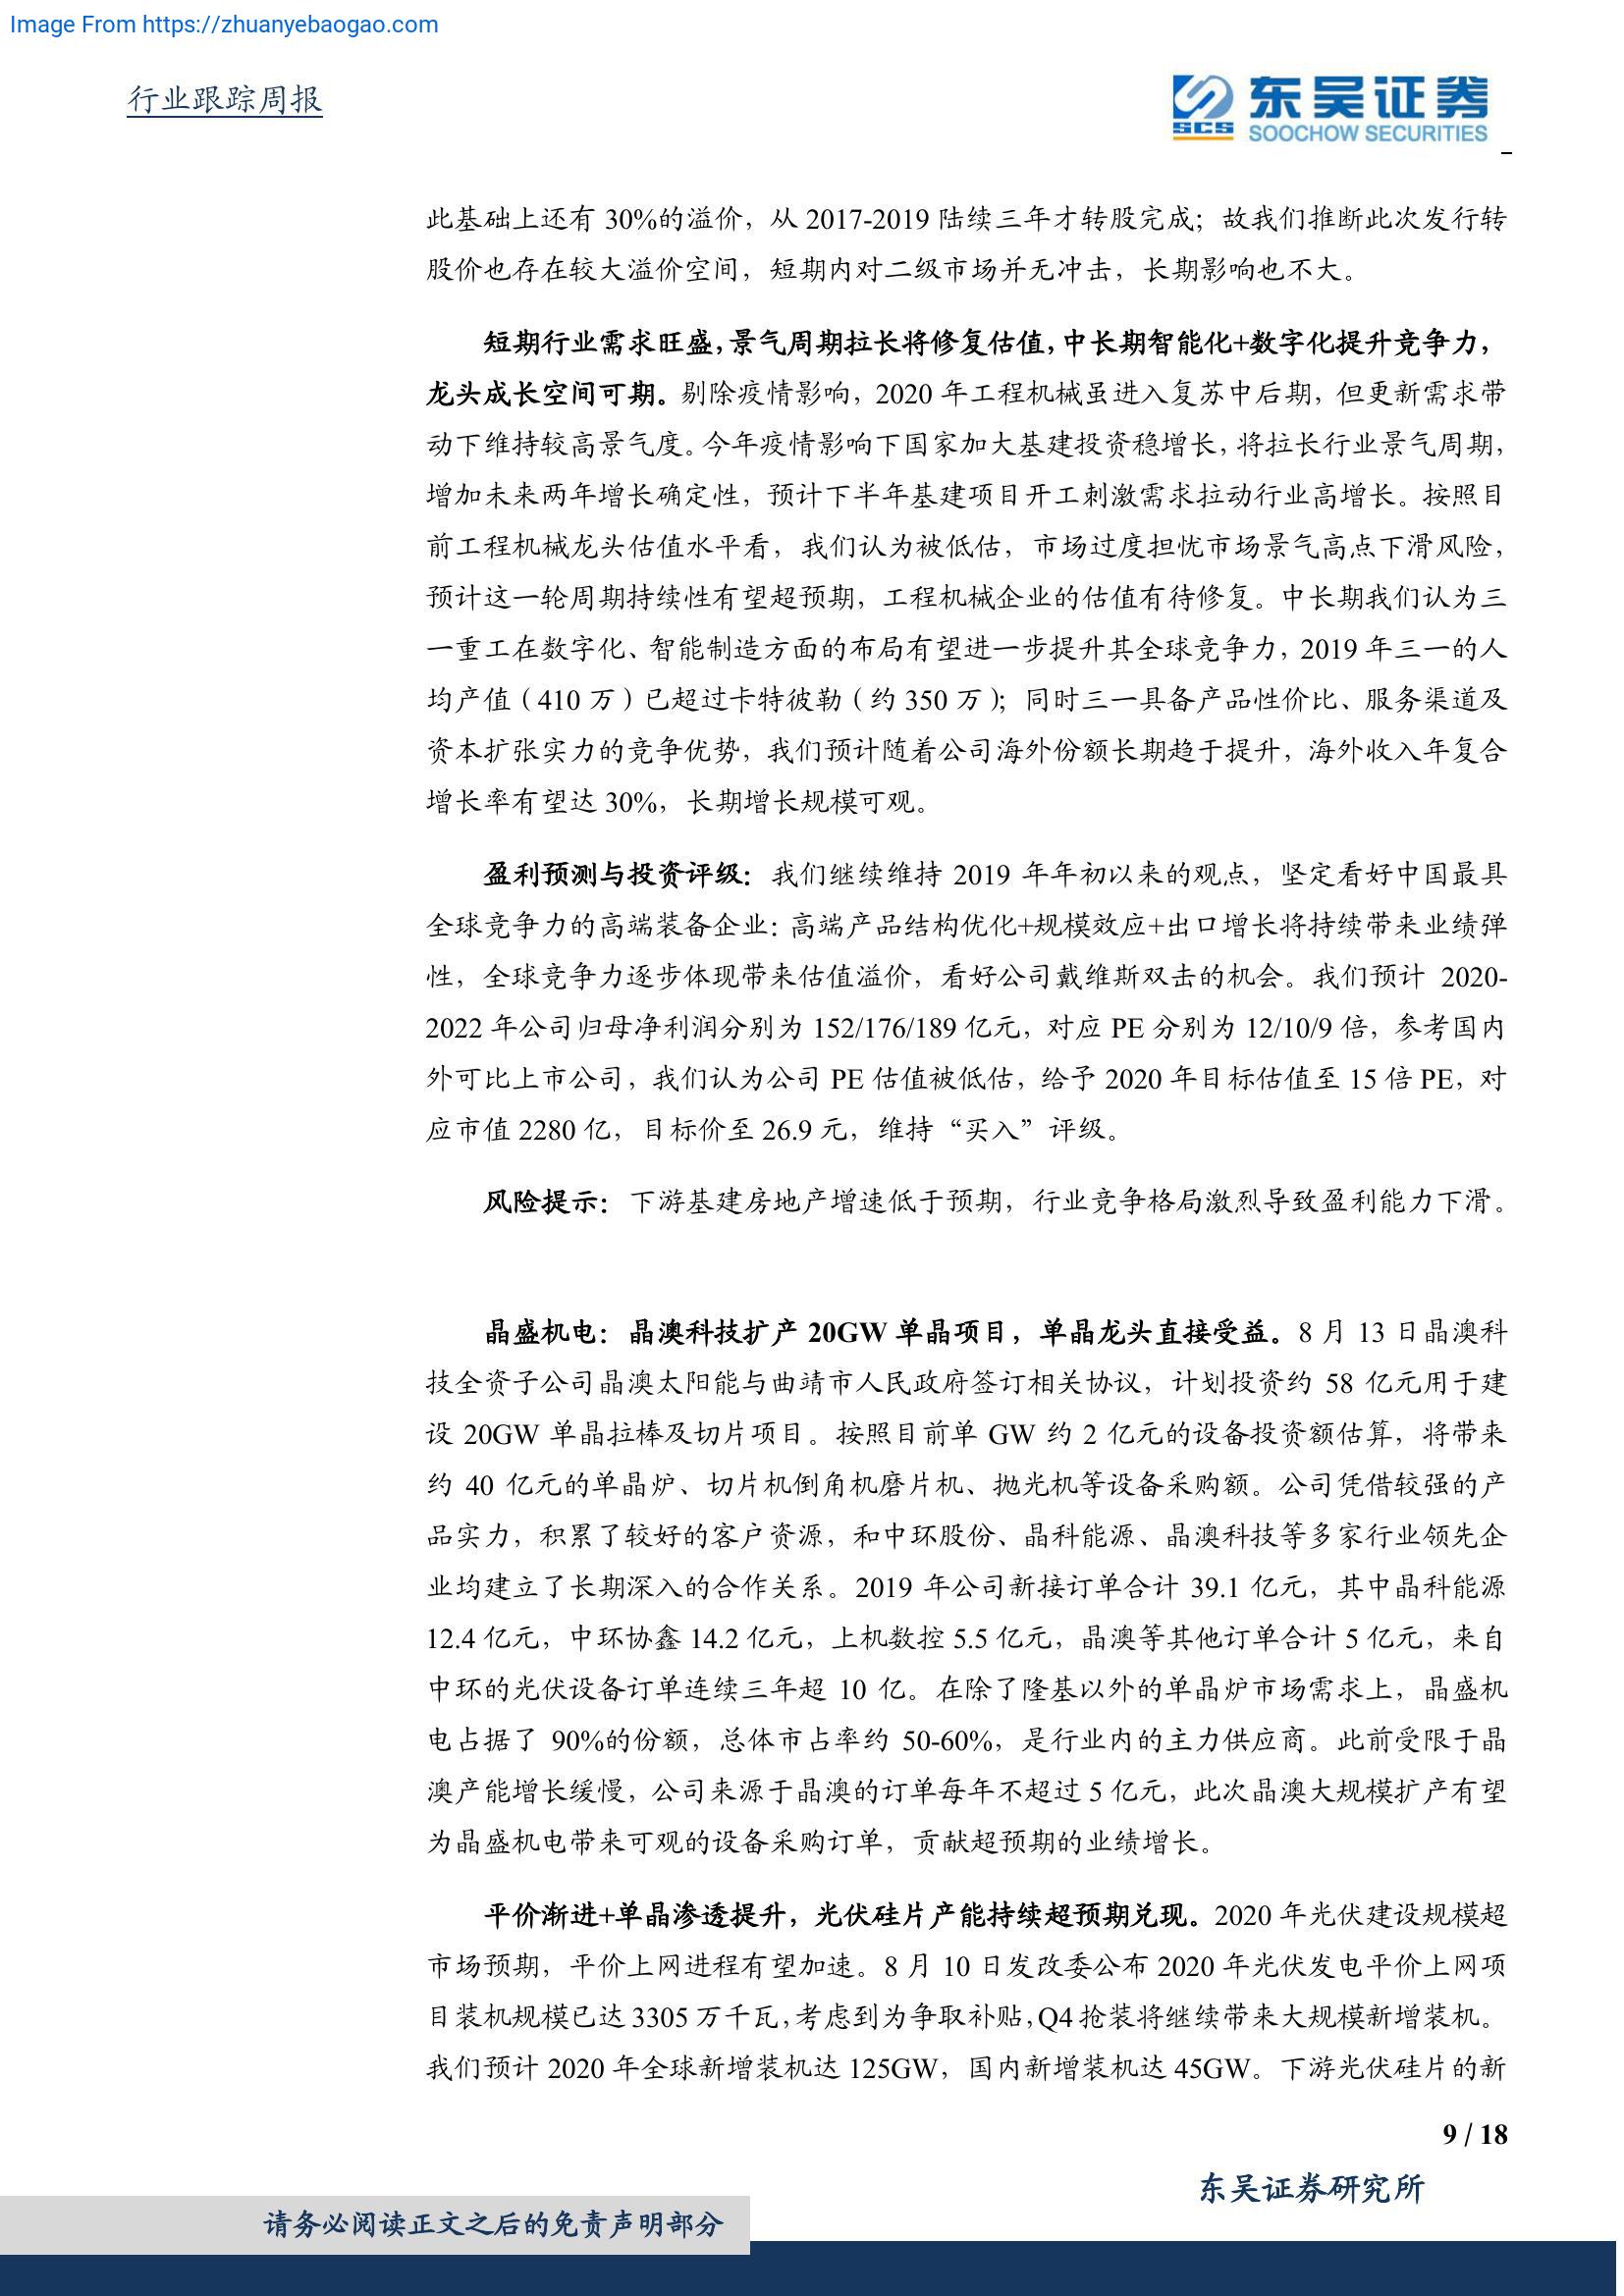 Image From https://zhuanyebaogao.com
行业跟踪周报
SCS 东吴证券
SOOCHOW SECURITIES
此基础上还有 30%的溢价，从 2017-2019 陆续三年才转股完成；故我们推断此次发行转
股价也存在较大溢价空间，短期内对二级市场并无冲击，长期影响也不大。
短期行业需求旺盛，景气周期拉长将修复估值，中长期智能化+数字化提升竞争力，
龙头成长空间可期。剔除疫情影响，2020 年工程机械虽进入复苏中后期，但更新需求带
动下维持较高景气度。今年疫情影响下国家加大基建投资稳增长，将拉长行业景气周期，
增加未来两年增长确定性，预计下半年基建项目开工刺激需求拉动行业高增长。按照目
前工程机械龙头估值水平看，我们认为被低估，市场过度担忧市场景气高点下滑风险，
预计这一轮周期持续性有望超预期，工程机械企业的估值有待修复。中长期我们认为三
一重工在数字化、智能制造方面的布局有望进一步提升其全球竞争力，2019 年三一的人
均产值（410 万）已超过卡特彼勒（约 350 万）；同时三一具备产品性价比、服务渠道及
资本扩张实力的竞争优势，我们预计随着公司海外份额长期趋于提升，海外收入年复合
增长率有望达 30%，长期增长规模可观。
盈利预测与投资评级：我们继续维持 2019 年年初以来的观点，坚定看好中国最具
全球竞争力的高端装备企业：高端产品结构优化+规模效应+出口增长将持续带来业绩弹
性，全球竞争力逐步体现带来估值溢价，看好公司戴维斯双击的机会。我们预计 2020-
2022 年公司归母净利润分别为 152/176/189 亿元，对应 PE 分别为 12/10/9 倍，参考国内
外可比上市公司，我们认为公司 PE 估值被低估，给予 2020 年目标估值至 15 倍 PE，对
应市值 2280 亿，目标价至 26.9 元，维持“买入”评级。
风险提示：下游基建房地产增速低于预期，行业竞争格局激烈导致盈利能力下滑。
晶盛机电：晶澳科技扩产 20GW 单晶项目，单晶龙头直接受益。8 月 13 日晶澳科
技全资子公司晶澳太阳能与曲靖市人民政府签订相关协议，计划投资约 58 亿元用于建
设 20GW 单晶拉棒及切片项目。按照目前单 GW 约 2 亿元的设备投资额估算，将带来
约 40 亿元的单晶炉、切片机倒角机磨片机、抛光机等设备采购额。公司凭借较强的产
品实力，积累了较好的客户资源，和中环股份、晶科能源、晶澳科技等多家行业领先企
业均建立了长期深入的合作关系。2019 年公司新接订单合计 39.1 亿元，其中晶科能源
12.4 亿元，中环协鑫 14.2 亿元，上机数控 5.5 亿元，晶澳等其他订单合计 5 亿元，来自
中环的光伏设备订单连续三年超 10 亿。在除了隆基以外的单晶炉市场需求上，晶盛机
电占据了 90%的份额，总体市占率约 50-60%，是行业内的主力供应商。此前受限于晶
澳产能增长缓慢，公司来源于晶澳的订单每年不超过 5 亿元，此次晶澳大规模扩产有望
为晶盛机电带来可观的设备采购订单，贡献超预期的业绩增长。
平价渐进+单晶渗透提升，光伏硅片产能持续超预期兑现。2020 年光伏建设规模超
市场预期，平价上网进程有望加速。8 月 10 日发改委公布 2020 年光伏发电平价上网项
目装机规模已达 3305 万千瓦，考虑到为争取补贴，Q4 抢装将继续带来大规模新增装机。
我们预计 2020 年全球新增装机达 125GW，国内新增装机达 45GW。下游光伏硅片的新
9 / 18
东吴证券研究所
请务必阅读正文之后的免责声明部分